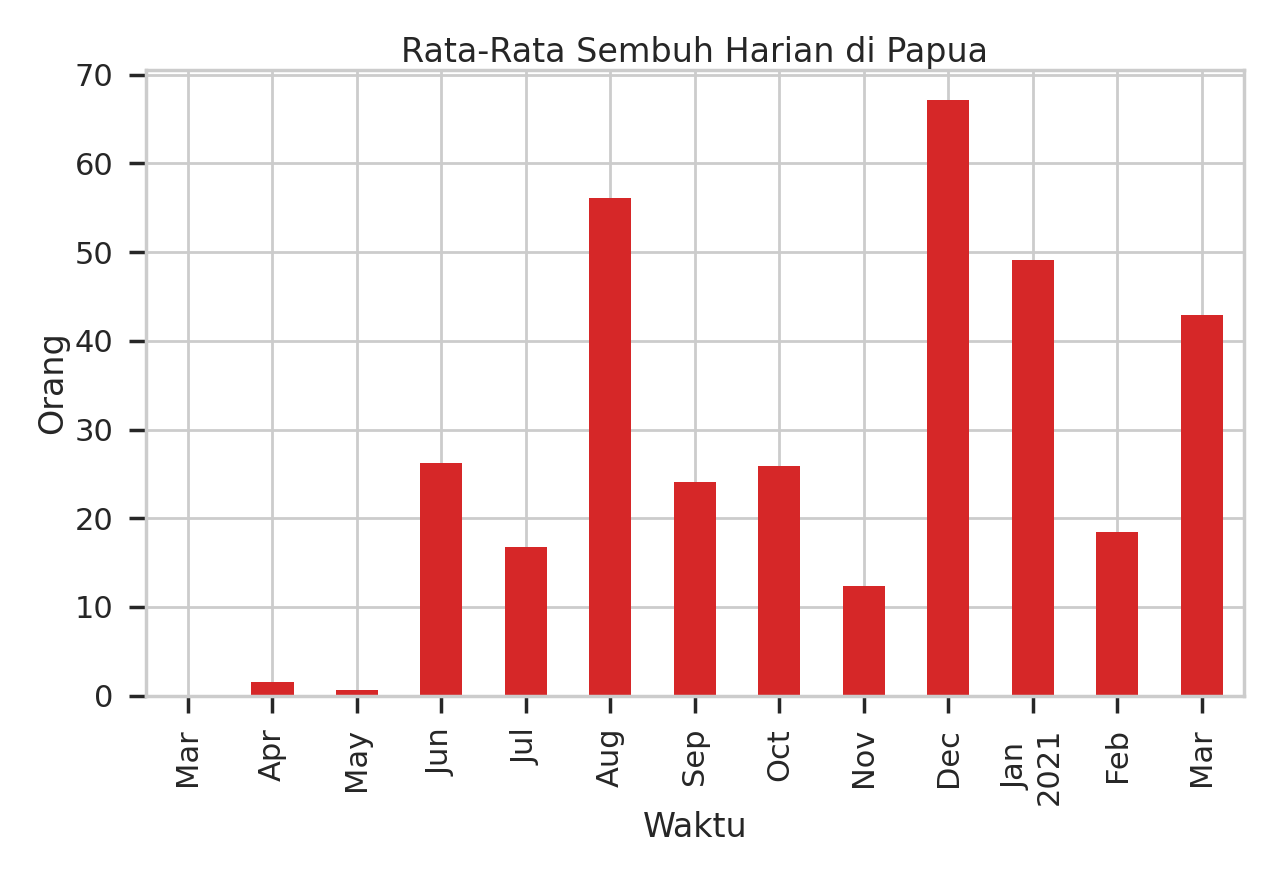 Rata-Rata Sembuh Harian di Papua
70
60
50
40
30
20
10
0
Orang
Mar
Apr
May
Jun
Jul
Aug
Sep
Oct
Nov
Dec
Jan
2021
Feb
Mar
Waktu